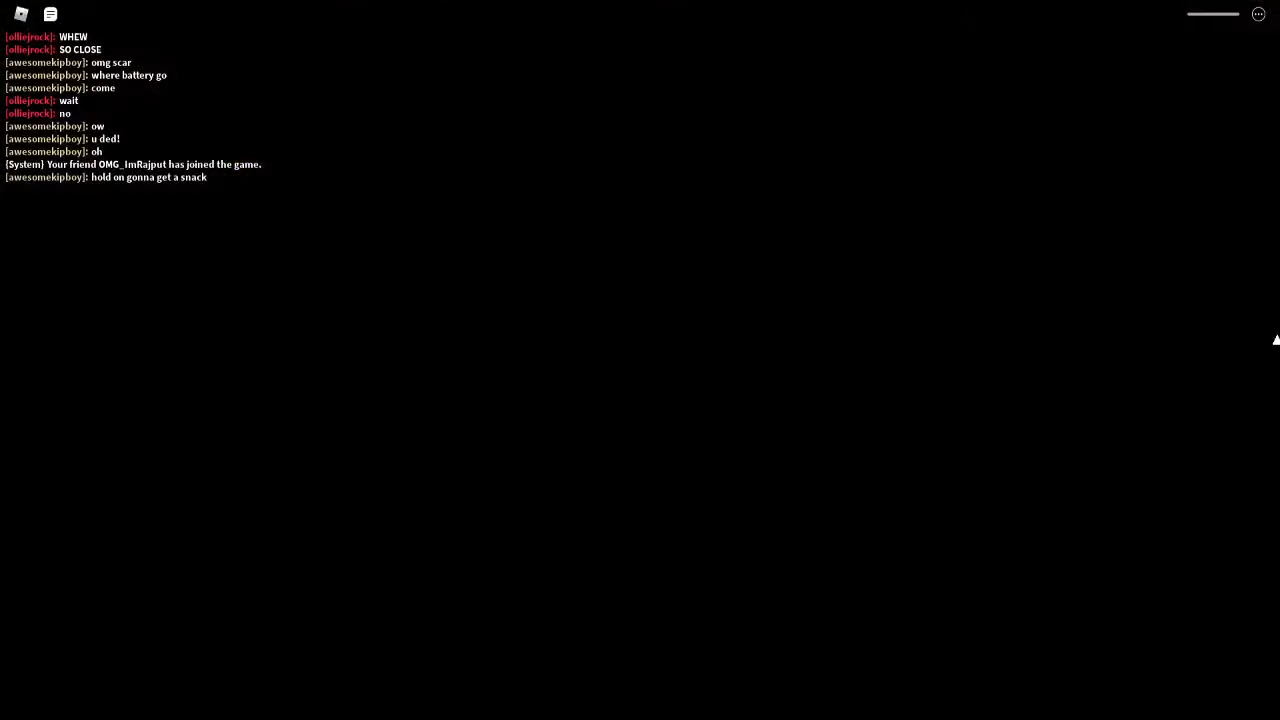 [olliejrock]: WHEW
[olliejrock]: SO CLOSE
[awesomekipboy]: omg scar
[awesomekipboy]: where battery go
[awesomekipboy]: come
[olliejrock]: wait
[olliejrock]: no
[awesomekipboy]: ow
[awesomekipboy]: u ded!
[awesomekipboy]: oh
{System} Your friend OMG_ImRajput has joined the game.
[awesomekipboy]: hold on gonna get a snack